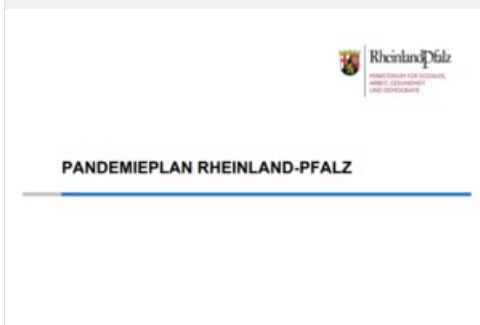 RheinlandPfalz
MINISTERIUM FÜR SOZIALES,
ARBEIT, GESUNDHEIT
UND DEMOGRAFIE
PANDEMIEPLAN RHEINLAND-PFALZ